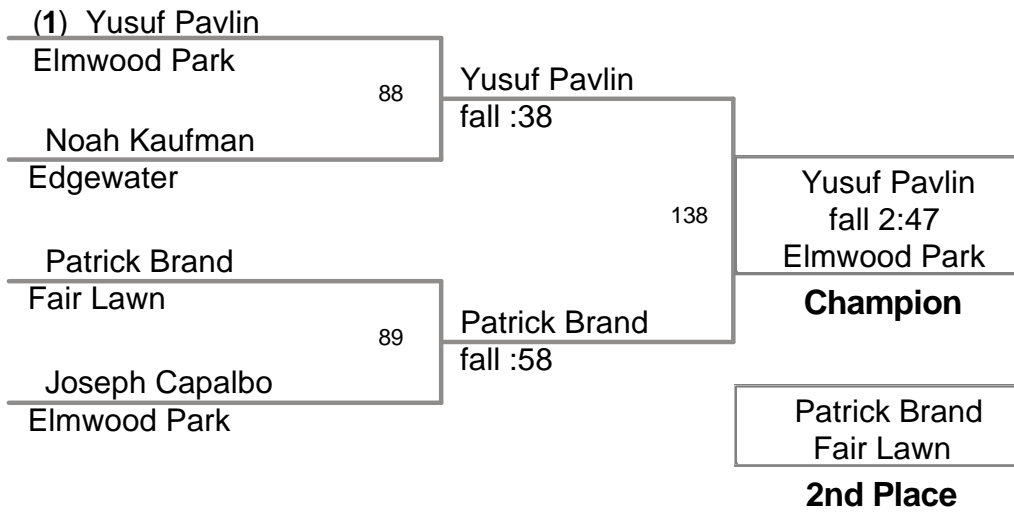 (1) Yusuf Pavlin
Elmwood Park
88
Noah Kaufman
Edgewater
Yusuf Pavlin
fall :38
Patrick Brand
Fair Lawn
89
Joseph Capalbo
Elmwood Park
Patrick Brand
fall :58
138
Yusuf Pavlin
fall 2:47
Elmwood Park
Champion
Patrick Brand
Fair Lawn
2nd Place